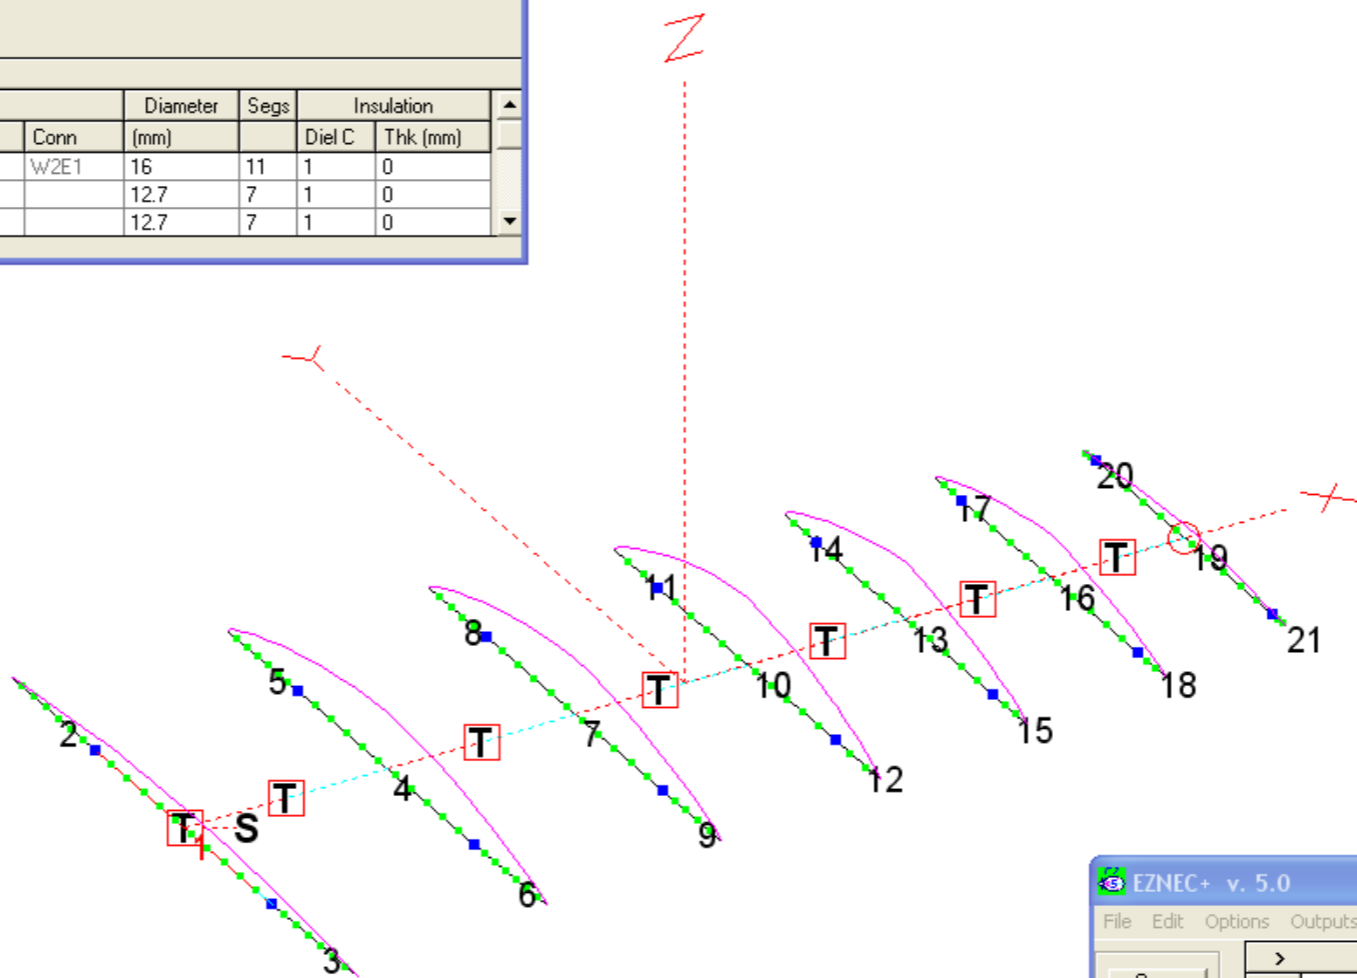 Z
Diameter Segs Insulation
Conn (mm) Diel C Thk (mm)
W2E1 16 11 1 0
12.7 7 1 0
12.7 7 1 0
Y
X
20
17
19
14
21
11
T
16
8
T
18
5
T
13
2
T
10
15
T
7
12
T
4
9
T
T S
6
3
EZNEC+ v. 5.0
File Edit Options Outputs
>